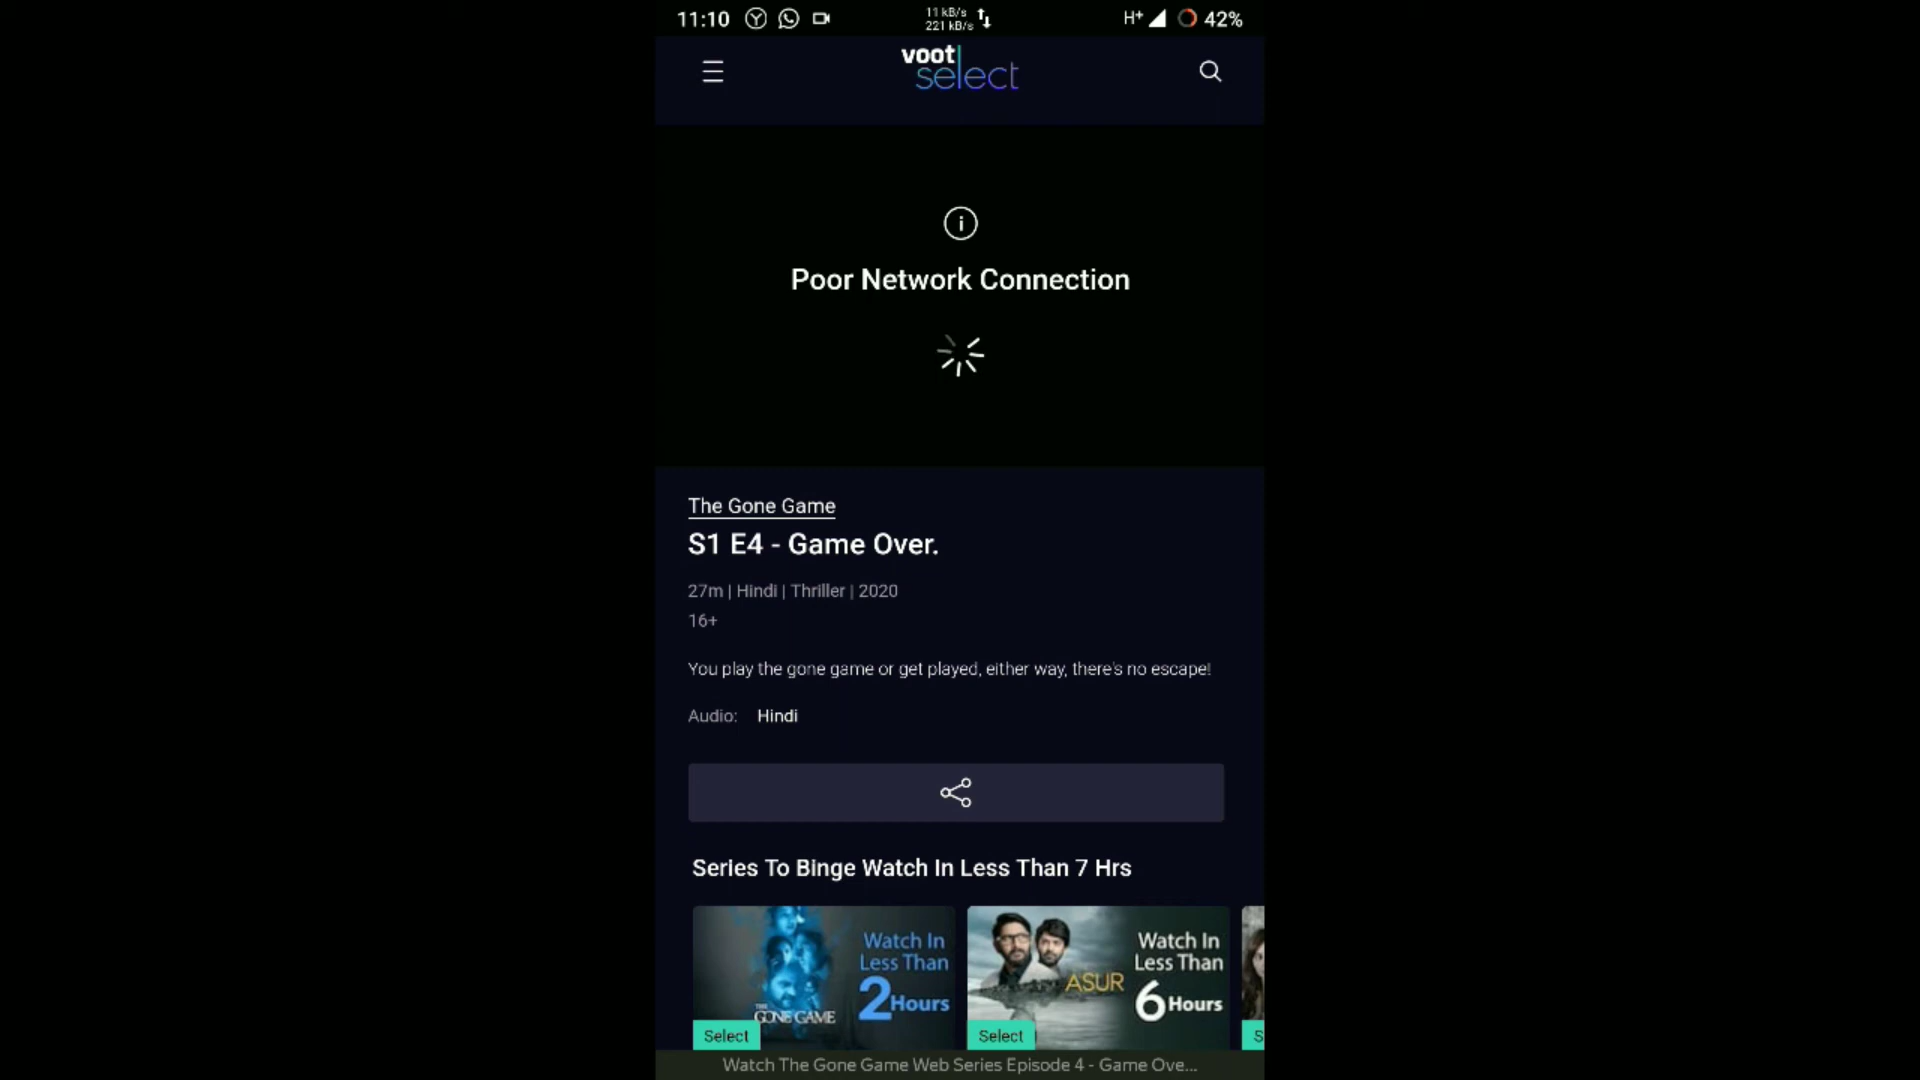 11:10
11 kB/s
221 kB/s
H+
42%
voot
select
Poor Network Connection
The Gone Game
S1 E4 - Game Over.
27m | Hindi | Thriller | 2020
16+
You play the gone game or get played, either way, there's no escape!
Audio: Hindi
Series To Binge Watch In Less Than 7 Hrs
Watch In
Less Than
2 Hours
THE
GONE GAME
Select
Watch In
Less Than
6 Hours
ASUR
Select
S
Watch The Gone Game Web Series Episode 4 - Game Ove...